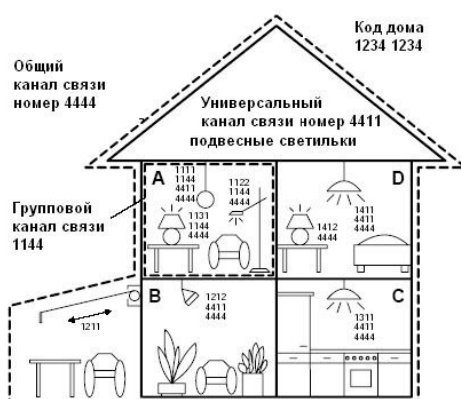 Код дома
1234 1234
Общий
канал связи
номер 4444
Универсальный
канал связи номер 4411
подвесные светильки
Групповой
канал связи
1144
A
1111
1144
4411
4444
1122
1144
4444
1131
1144
4444
D
1412
4444
1411
4411
4444
B
1212
4411
4444
1211
C
1311
4411
4444